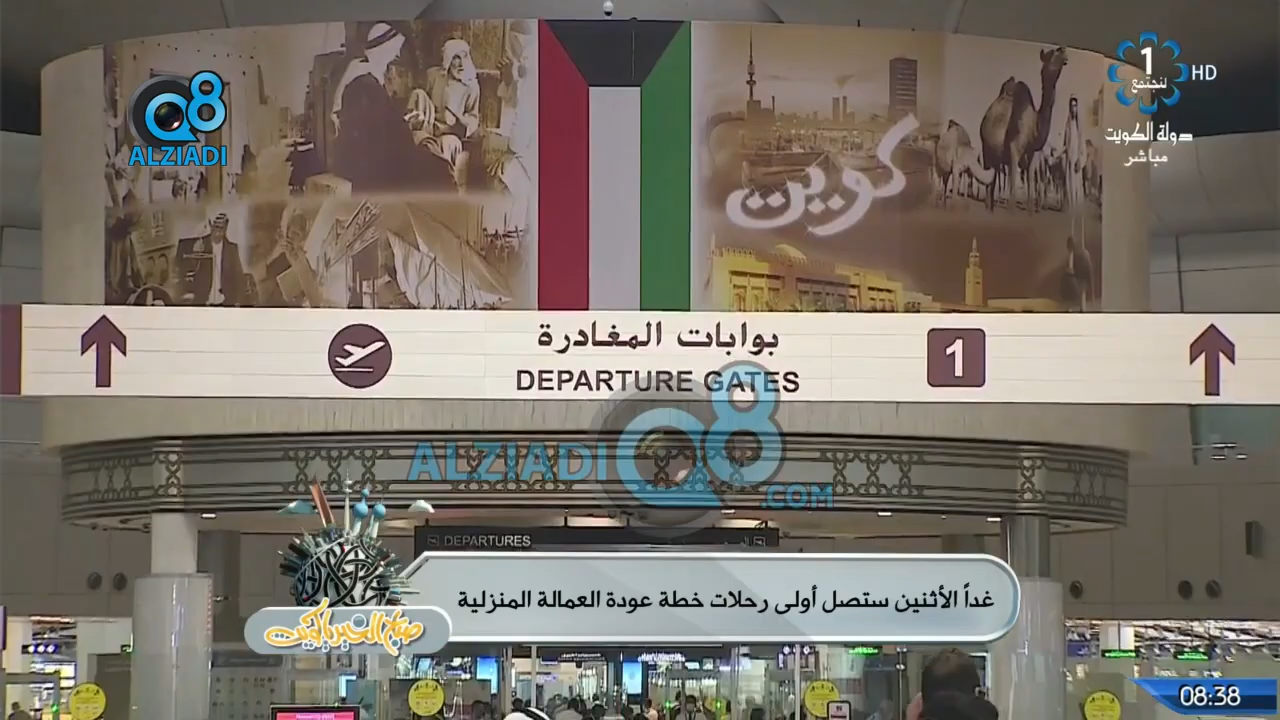 Q8
ALZIADI
1
لنجتمع
HD
دولة الكويت
مباشر
كويت
بوابات المغادرة
1
DEPARTURE GATES
ALZIADI Q8
.COM
DEPARTURES
غداً الأثنين ستصل أولى رحلات خطة عودة العمالة المنزلية
صباح الخير يا كويت
08:38